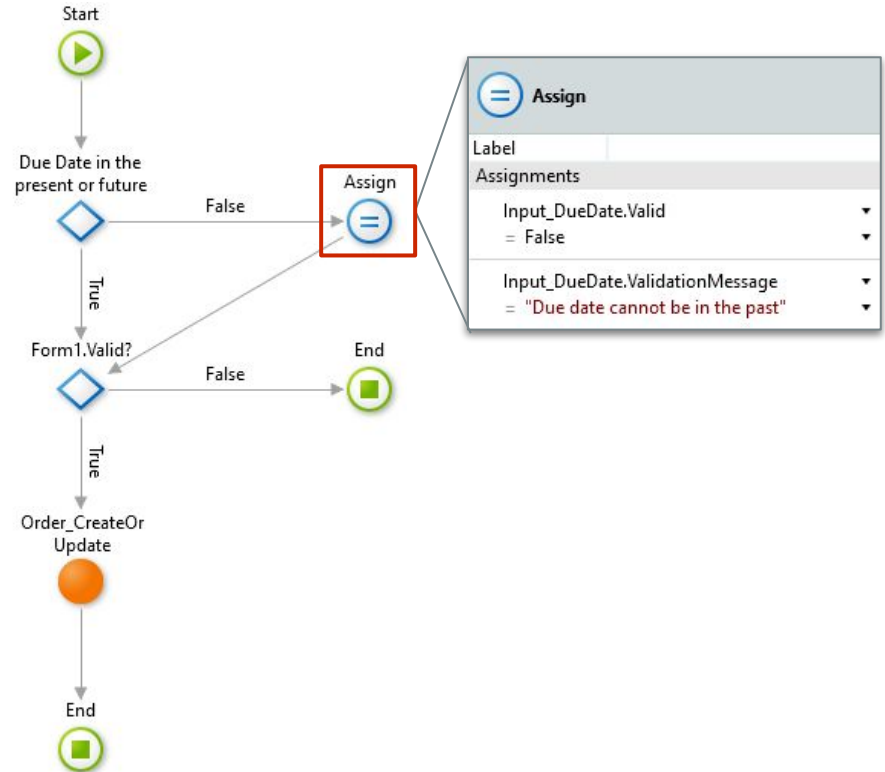 Start
Due Date in the
present or future
False
Assign
True
Form1.Valid?
False
End
True
Order_CreateOr
Update
End
Assign
Label
Assignments
Input_DueDate.Valid
= False
Input_DueDate.ValidationMessage
= "Due date cannot be in the past"